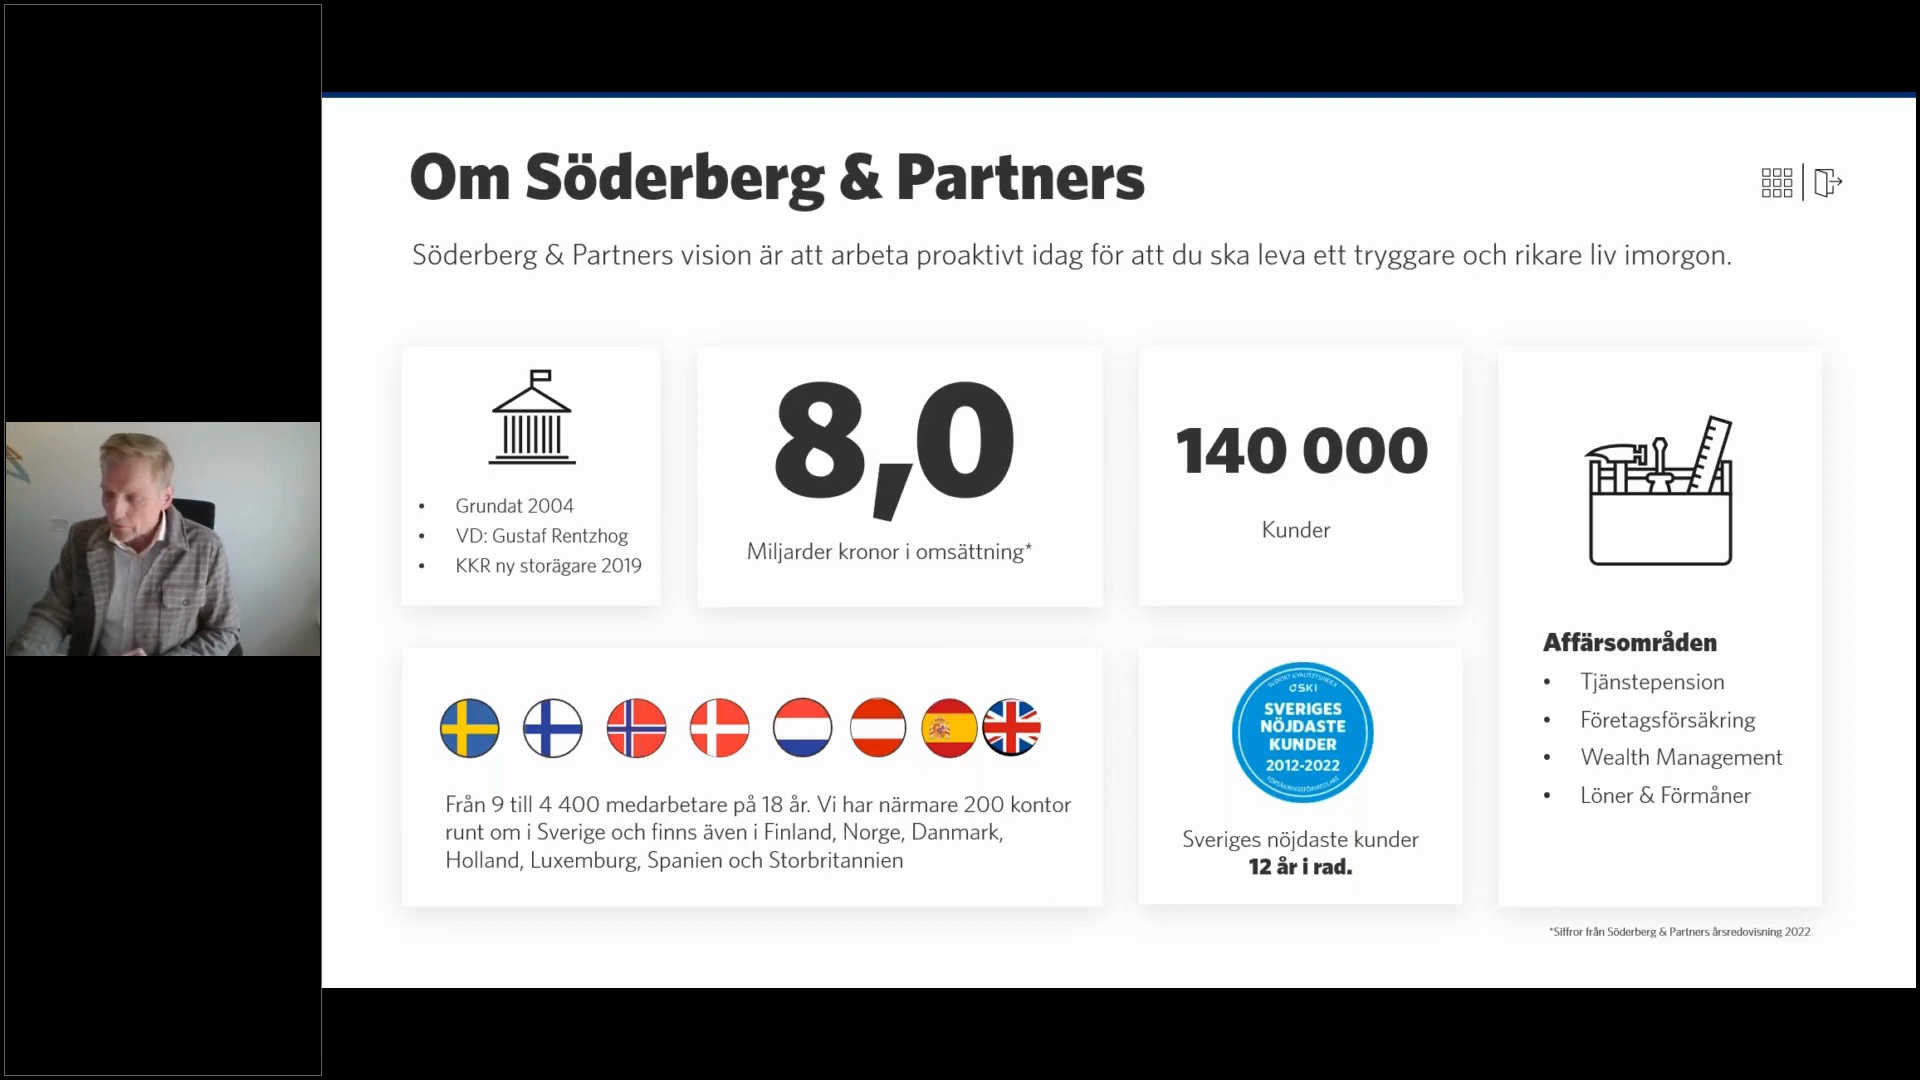 Om Söderberg & Partners
Söderberg & Partners vision är att arbeta proaktivt idag för att du ska leva ett tryggare och rikare liv imorgon.
• Grundat 2004
• VD: Gustaf Rentzhog
• KKR ny storägare 2019
8,0
Miljarder kronor i omsättning*
140 000
Kunder
Affärsområden
• Tjänstepension
• Företagsförsäkring
• Wealth Management
• Löner & Förmåner
Från 9 till 4 400 medarbetare på 18 år. Vi har närmare 200 kontor
runt om i Sverige och finns även i Finland, Norge, Danmark,
Holland, Luxemburg, Spanien och Storbritannien
SVENSKT KVALITETSINDEX
SKI
SVERIGES
NÖJDASTE
KUNDER
2012-2022
FÖRSÄKRINGSFÖRMEDLARE
Sveriges nöjdaste kunder
12 år i rad.
*Siffror från Söderberg & Partners årsredovisning 2022